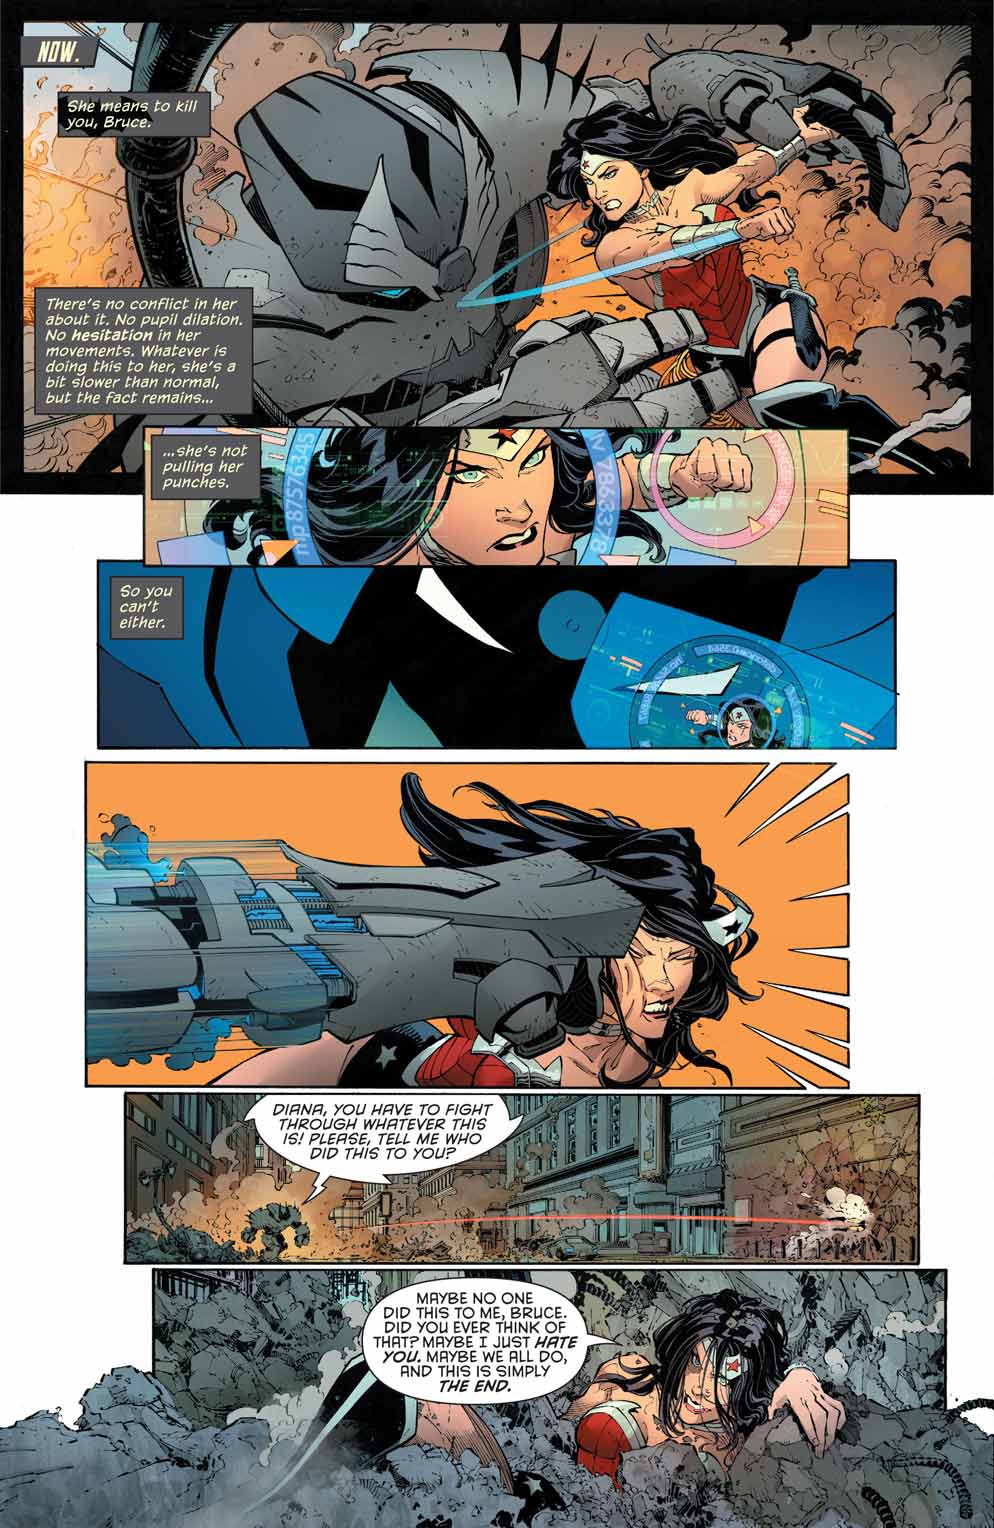 NOW.
She means to kill
you, Bruce.
There's no conflict in her
about it. No pupil dilation.
No hesitation in her
movements. Whatever is
doing this to her, she's a
bit slower than normal,
but the fact remains...
...she's not
pulling her
punches.
So you
can't
either.
DIANA, YOU HAVE TO FIGHT
THROUGH WHATEVER THIS
IS! PLEASE, TELL ME WHO
DID THIS TO YOU?
MAYBE NO ONE
DID THIS TO ME, BRUCE.
DID YOU EVER THINK OF
THAT? MAYBE I JUST HATE
YOU. MAYBE WE ALL DO,
AND THIS IS SIMPLY
THE END.